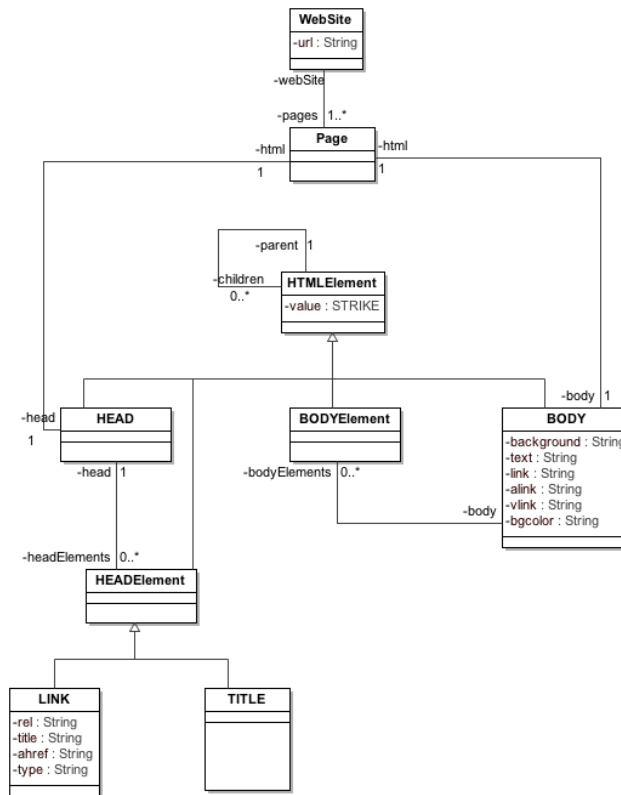 WebSite
-url : String
-webSite
-pages 1..*
Page
-html
1
-html
1
-parent 1
-children
0..*
HTMLElement
-value : STRIKE
-head
1
HEAD
BODYElement
-body 1
BODY
-background : String
-text : String
-link : String
-alink : String
-vlink : String
-bgcolor : String
-head 1
-bodyElements 0..*
-body
-headElements 0..*
HEADElement
LINK
-rel : String
-title : String
-ahref : String
-type : String
TITLE